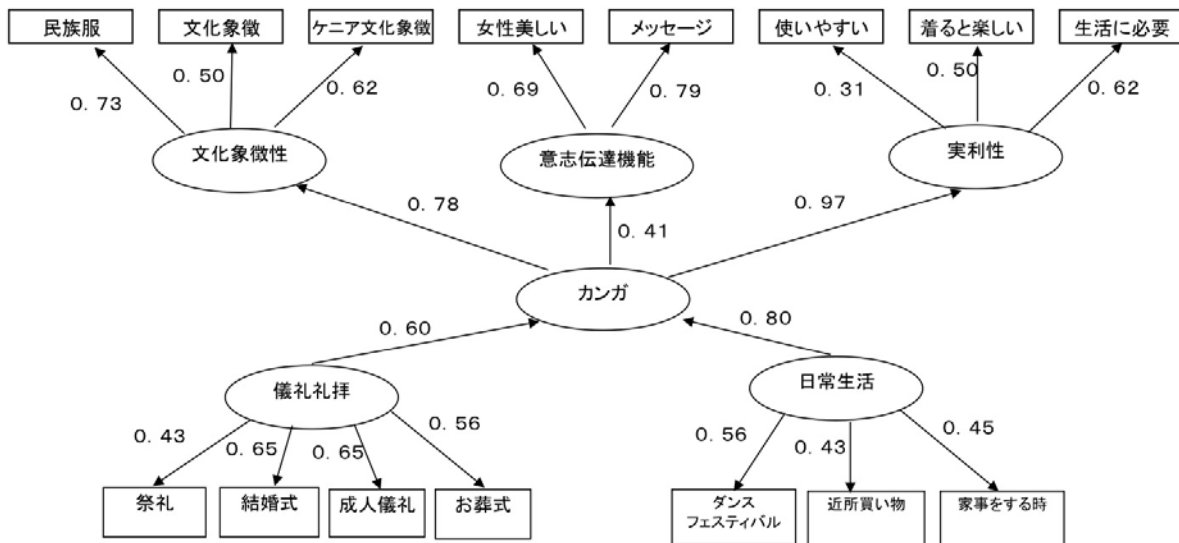 民族服 文化象徴 ケニア文化象徴 女性美しい メッセージ 使いやすい 着ると楽しい 生活に必要
0.73 0.50 0.62 0.69 0.79 0.31 0.50 0.62
文化象徴性 意志伝達機能 実利性
0.78 0.41 0.97
カンガ
0.60 0.80
儀礼礼拝 日常生活
0.43 0.65 0.65 0.56 0.56 0.43 0.45
祭礼 結婚式 成人儀礼 お葬式 ダンス
フェスティバル 近所買い物 家事をする時